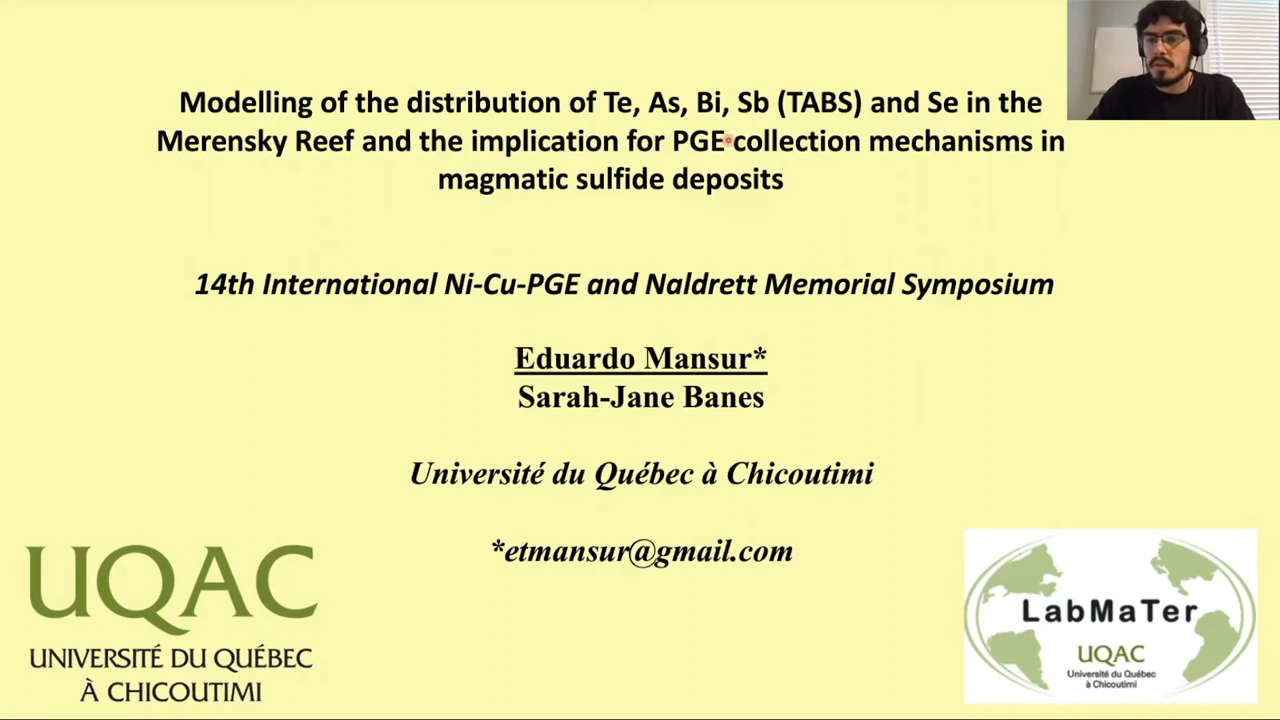 Modelling of the distribution of Te, As, Bi, Sb (TABS) and Se in the
Merensky Reef and the implication for PGE collection mechanisms in
magmatic sulfide deposits
14th International Ni-Cu-PGE and Naldrett Memorial Symposium
Eduardo Mansur*
Sarah-Jane Banes
Université du Québec à Chicoutimi
*etmansur@gmail.com
UQAC
UNIVERSITÉ DU QUÉBEC
À CHICOUTIMI
LabMaTer
UQAC
Université du Québec
à Chicoutimi